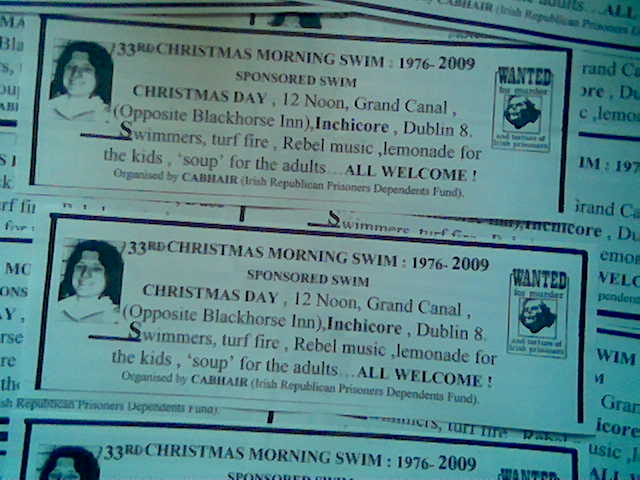 33RD CHRISTMAS MORNING SWIM : 1976- 2009
SPONSORED SWIM
CHRISTMAS DAY , 12 Noon, Grand Canal ,
(Opposite Blackhorse Inn),Inchicore , Dublin 8.
Swimmers, turf fire , Rebel music ,lemonade for
the kids , ‘soup’ for the adults…ALL WELCOME !
Organised by CABHAIR (Irish Republican Prisoners Dependents Fund).
WANTED
for murder
and torture of
Irish prisoners
33RD CHRISTMAS MORNING SWIM : 1976- 2009
SPONSORED SWIM
CHRISTMAS DAY , 12 Noon, Grand Canal ,
(Opposite Blackhorse Inn),Inchicore , Dublin 8.
Swimmers, turf fire , Rebel music ,lemonade for
the kids , ‘soup’ for the adults…ALL WELCOME !
Organised by CABHAIR (Irish Republican Prisoners Dependents Fund).
WANTED
for murder
and torture of
Irish prisoners
33RD CHRISTMAS MORNING SWIM : 1976- 2009
SPONSORED SWIM
WANTED